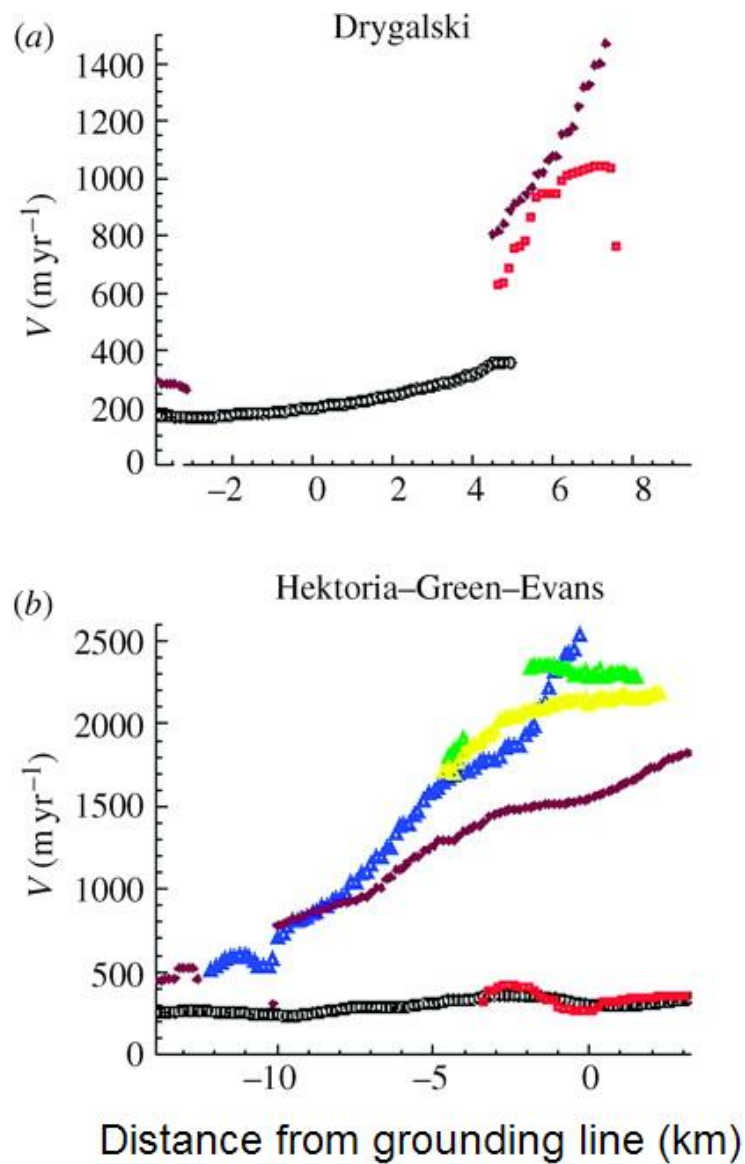 (a) Drygalski
1400
1200
1000
800
600
400
200
0
V (m yr⁻¹)
−2 0 2 4 6 8
(b) Hektoria–Green–Evans
2500
2000
1500
1000
500
0
V (m yr⁻¹)
−10 −5 0
Distance from grounding line (km)